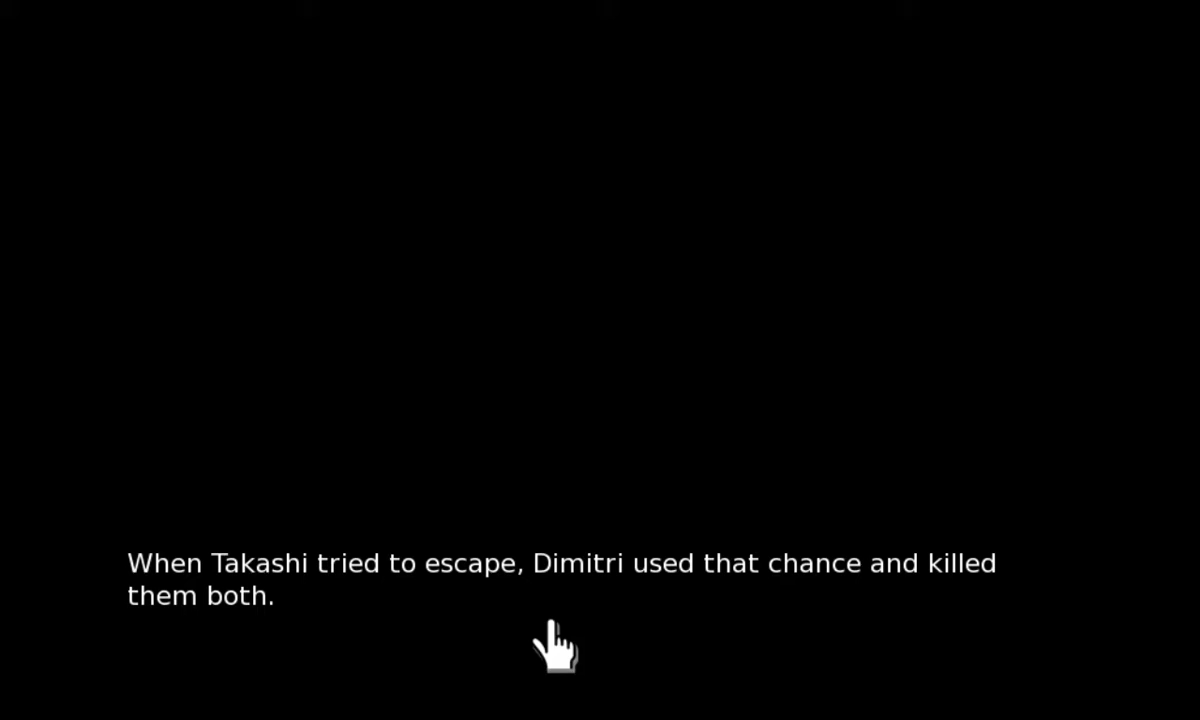 When Takashi tried to escape, Dimitri used that chance and killed
them both.